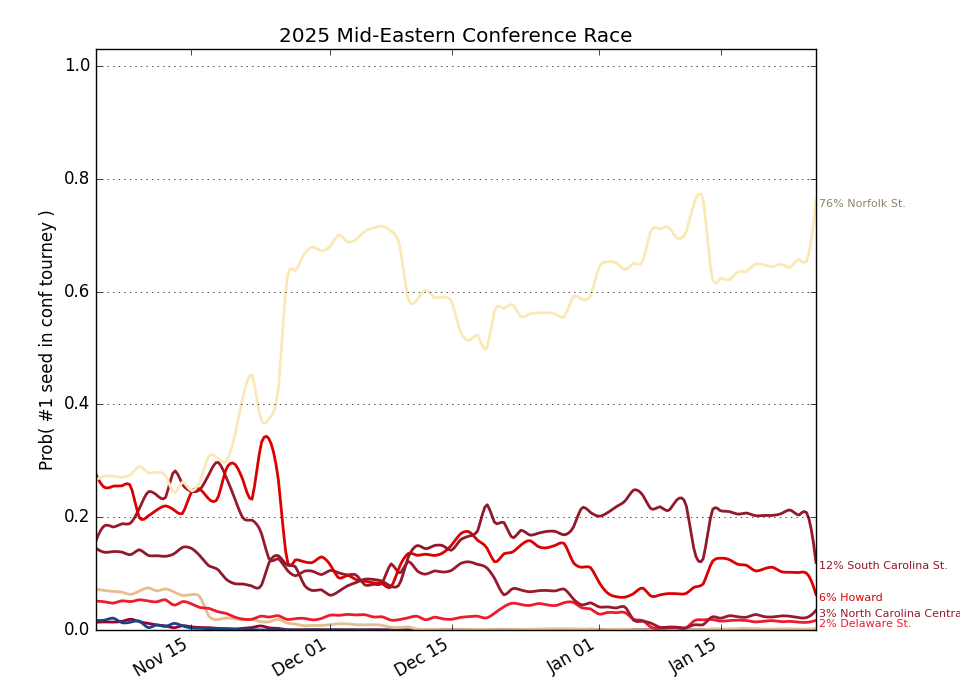 2025 Mid-Eastern Conference Race
Prob( #1 seed in conf tourney )
1.0
0.8
0.6
0.4
0.2
0.0
Nov 15
Dec 01
Dec 15
Jan 01
Jan 15
76% Norfolk St.
12% South Carolina St.
6% Howard
3% North Carolina Centra
2% Delaware St.